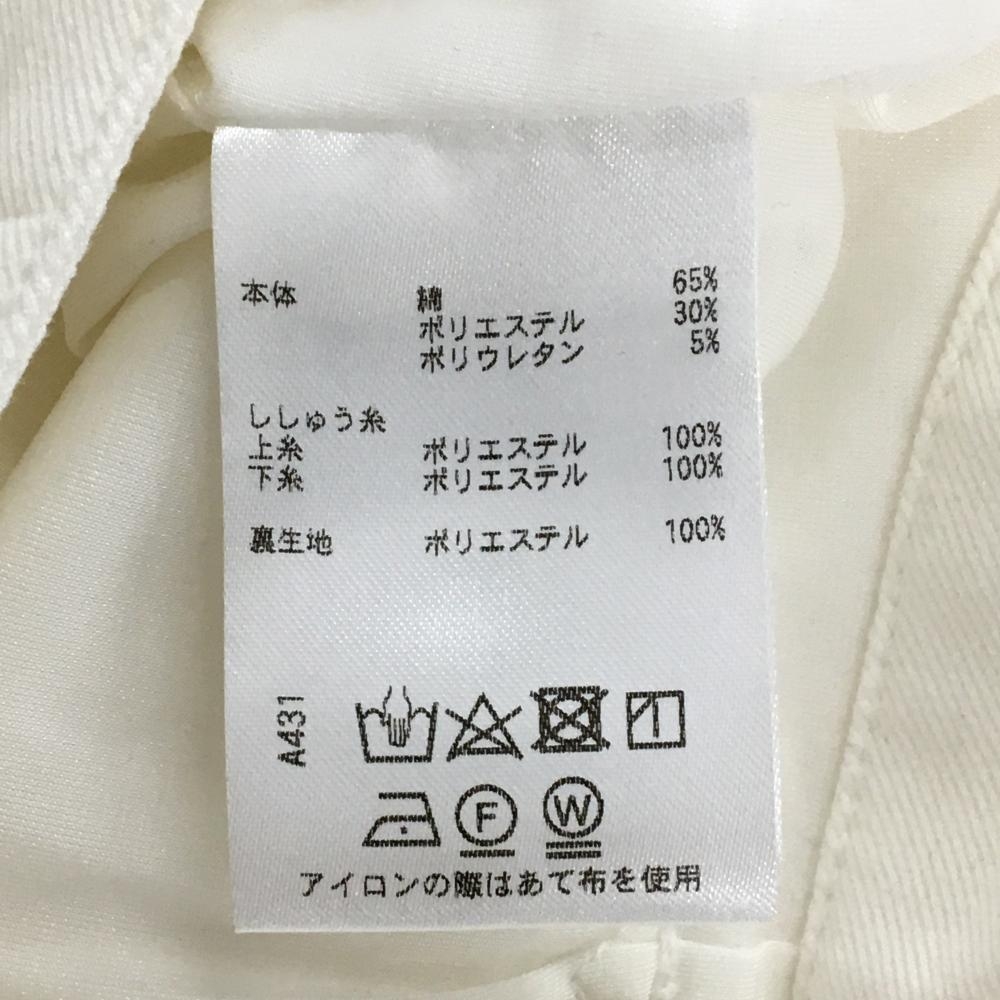 本体 綿 65%
ポリエステル 30%
ポリウレタン 5%
ししゅう糸
上糸 ポリエステル 100%
下糸 ポリエステル 100%
裏生地 ポリエステル 100%
A431
F W
アイロンの際はあて布を使用